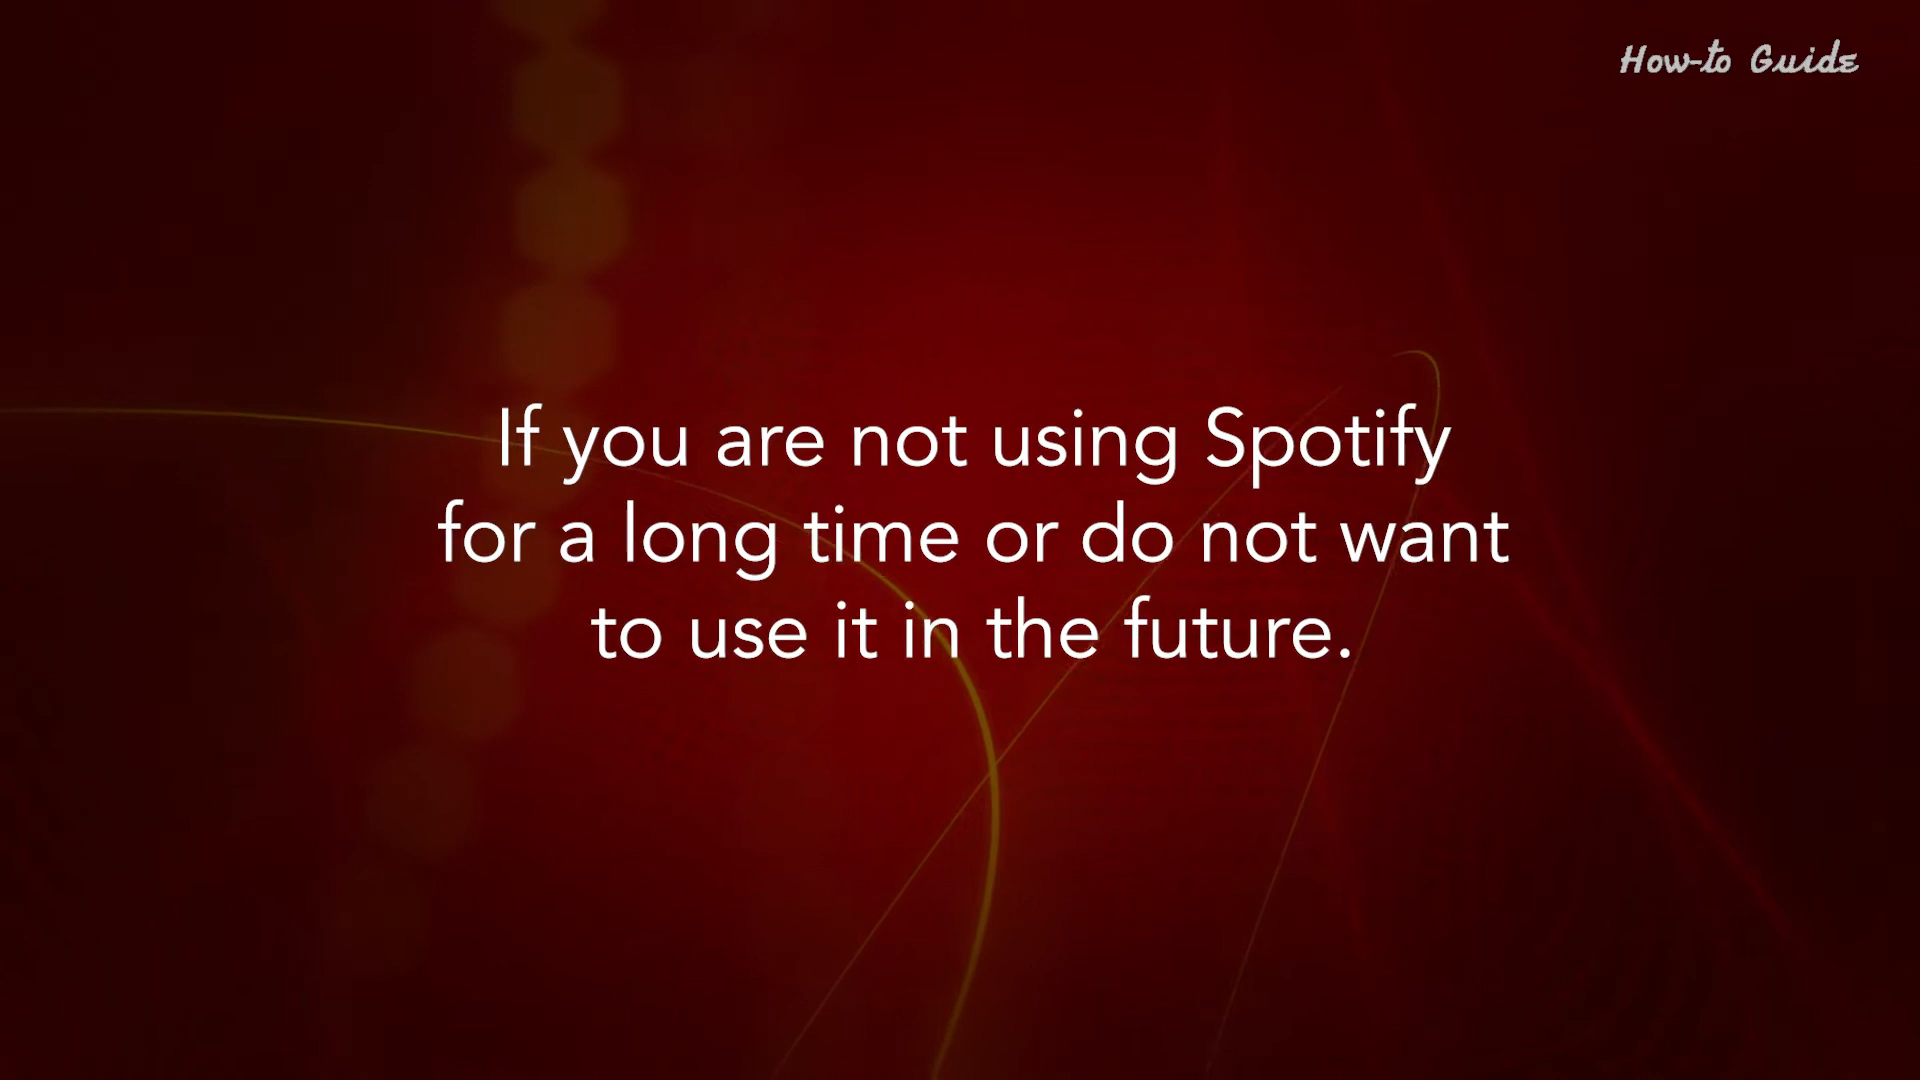 How-to Guide
If you are not using Spotify
for a long time or do not want
to use it in the future.